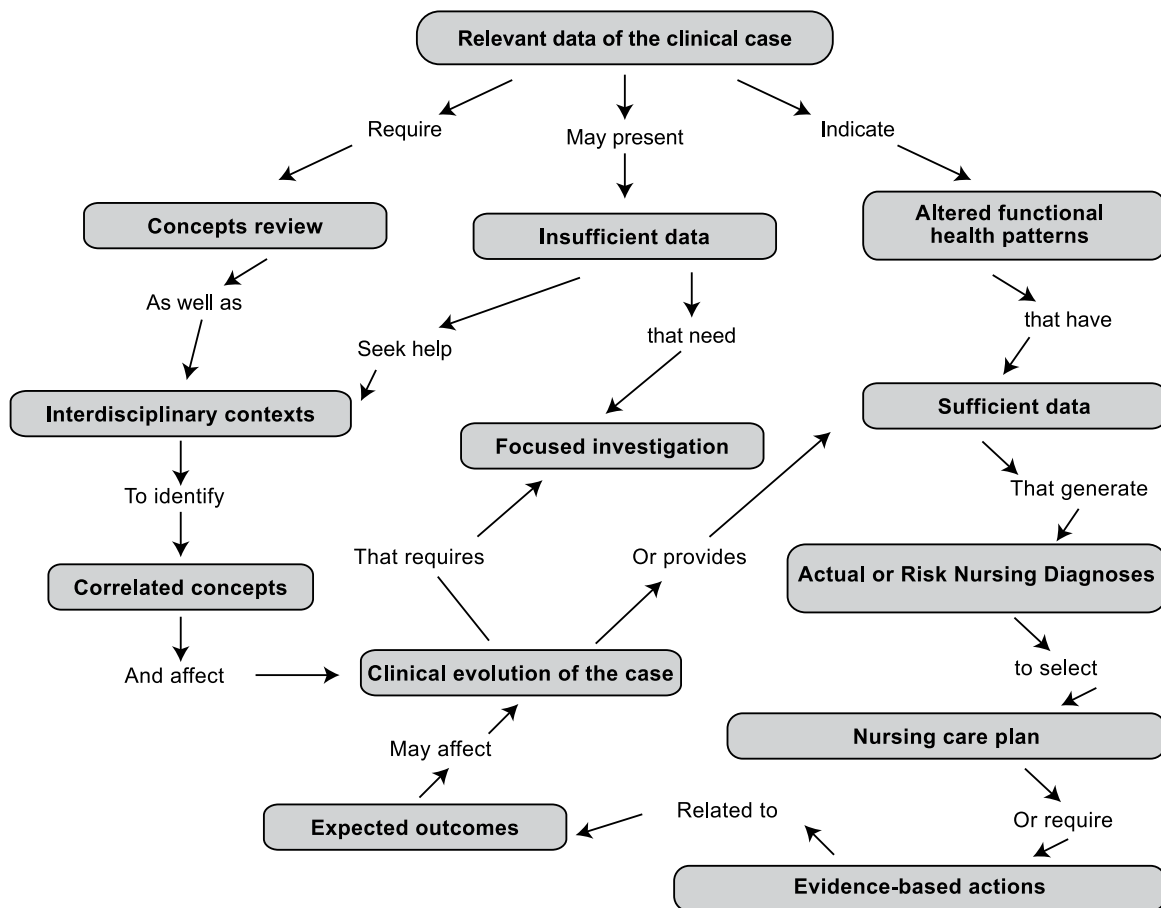 Relevant data of the clinical case
Require
May present
Indicate
Concepts review
Insufficient data
Altered functional
health patterns
As well as
Seek help
that need
that have
Interdisciplinary contexts
Focused investigation
Sufficient data
To identify
That requires
Or provides
That generate
Correlated concepts
Actual or Risk Nursing Diagnoses
And affect
Clinical evolution of the case
to select
May affect
Nursing care plan
Expected outcomes
Related to
Or require
Evidence-based actions